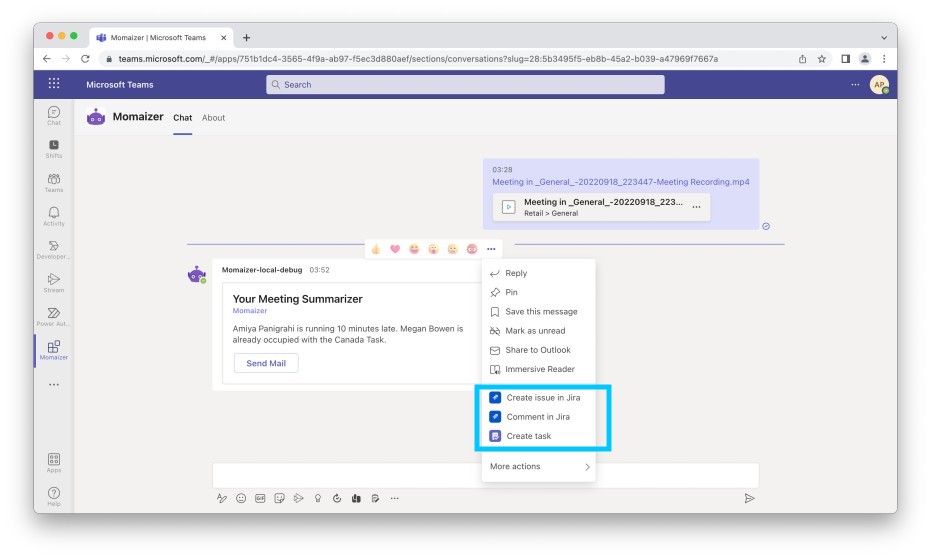 Momaizer | Microsoft Teams
teams.microsoft.com/_#/apps/751b1dc4-3565-4f9a-ab97-f5ec3d880aef/sections/conversations?slug=28:5b3495f5-eb8b-45a2-b039-a47969f7667a
Microsoft Teams
Search
AP
Chat
Shifts
Teams
Activity
Developer...
Stream
Power Aut...
Momaizer
Apps
Help
Momaizer Chat About
03:28
Meeting in _General_-20220918_223447-Meeting Recording.mp4
Meeting in _General_-20220918_223...
Retail > General
Momaizer-local-debug 03:52
Your Meeting Summarizer
Momaizer
Amiya Panigrahi is running 10 minutes late. Megan Bowen is
already occupied with the Canada Task.
Send Mail
Reply
Pin
Save this message
Mark as unread
Share to Outlook
Immersive Reader
Create issue in Jira
Comment in Jira
Create task
More actions
GIF